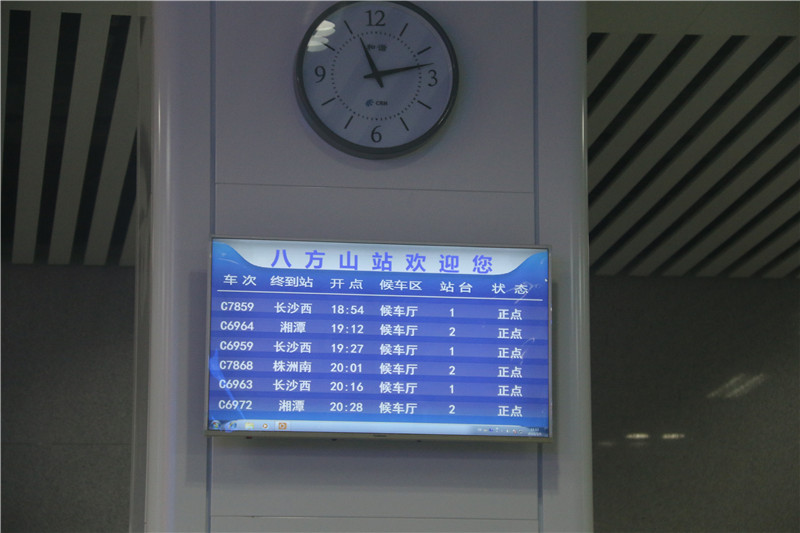 12
9
3
6
八方山站欢迎您
车次 终到站 开点 候车区 站台 状态
C7859 长沙西 18:54 候车厅 1 正点
C6964 湘潭 19:12 候车厅 2 正点
C6959 长沙西 19:27 候车厅 1 正点
C7868 株洲南 20:01 候车厅 2 正点
C6963 长沙西 20:16 候车厅 1 正点
C6972 湘潭 20:28 候车厅 2 正点